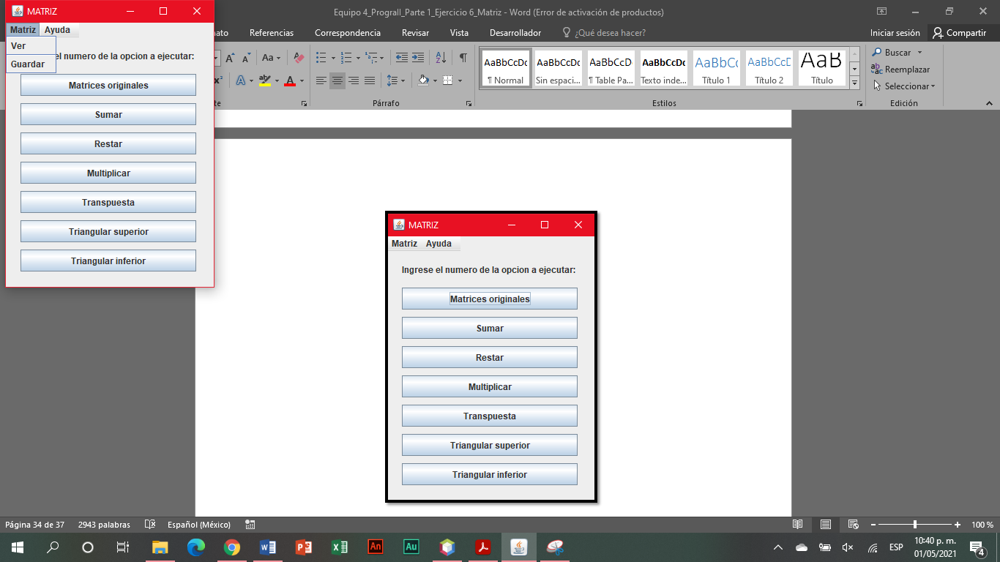 MATRIZ
Matriz Ayuda
Ver
Guardar
el numero de la opcion a ejecutar:
Matrices originales
Sumar
Restar
Multiplicar
Transpuesta
Triangular superior
Triangular inferior
Equipo 4_Prograll_Parte 1_Ejercicio 6_Matriz - Word (Error de activación de productos)
Referencias Correspondencia Revisar Vista Desarrollador ¿Qué desea hacer? Iniciar sesión Compartir
Aa
A A
AaBbCcDc AaBbCcDc AaBbCcD AaBbCcDc AaBbCc AaBbCcD AaB
¶ Normal Sin espaci... ¶ Table Pa... Texto inde... Título 1 Título 2 Título
Buscar
Reemplazar
Seleccionar
Párrafo Estilos Edición
MATRIZ
Matriz Ayuda
Ingrese el numero de la opcion a ejecutar:
Matrices originales
Sumar
Restar
Multiplicar
Transpuesta
Triangular superior
Triangular inferior
Página 34 de 37 2943 palabras Español (México) 100 %
An Au ESP 10:40 p. m.
01/05/2021
4